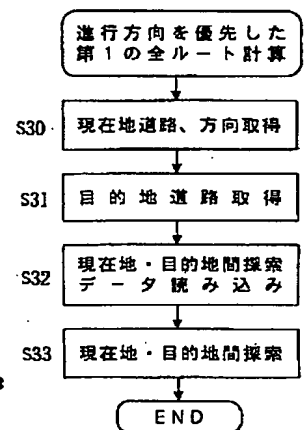 進行方向を優先した
第1の全ルート計算
S30 現在地道路、方向取得
S31 目的地道路取得
S32 現在地・目的地間探索
データ読み込み
S33 現在地・目的地間探索
END